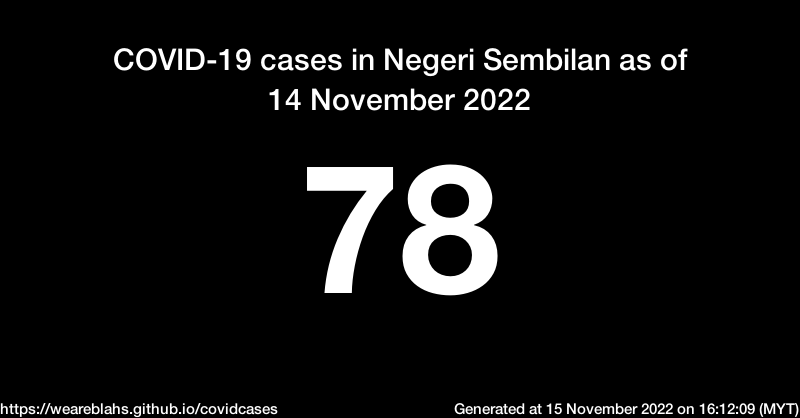 COVID-19 cases in Negeri Sembilan as of
14 November 2022
78
https://weareblahs.github.io/covidcases
Generated at 15 November 2022 on 16:12:09 (MYT)